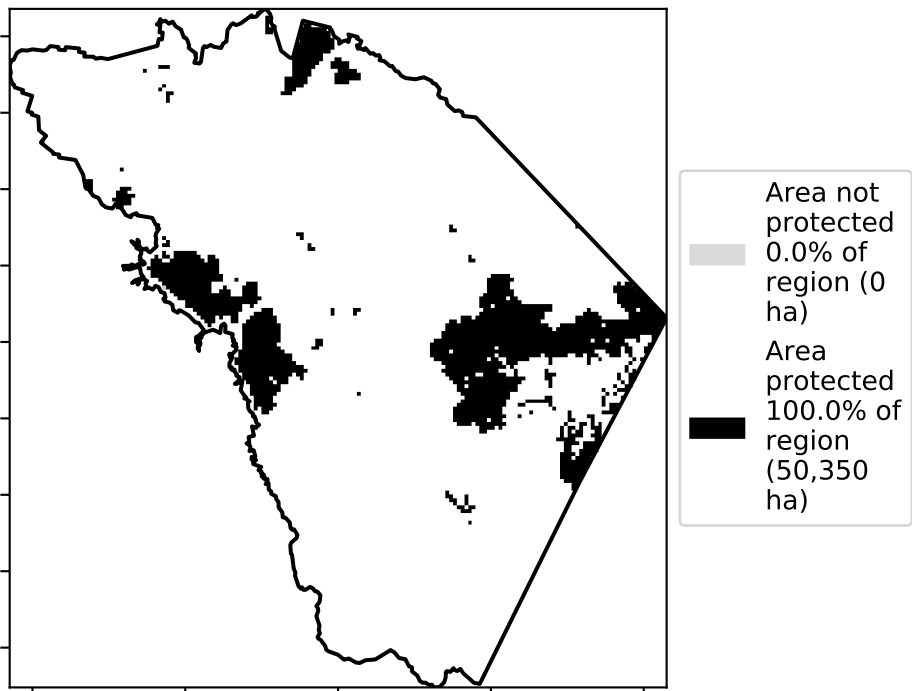 Area not
protected
0.0% of
region (0
ha)
Area
protected
100.0% of
region
(50,350
ha)